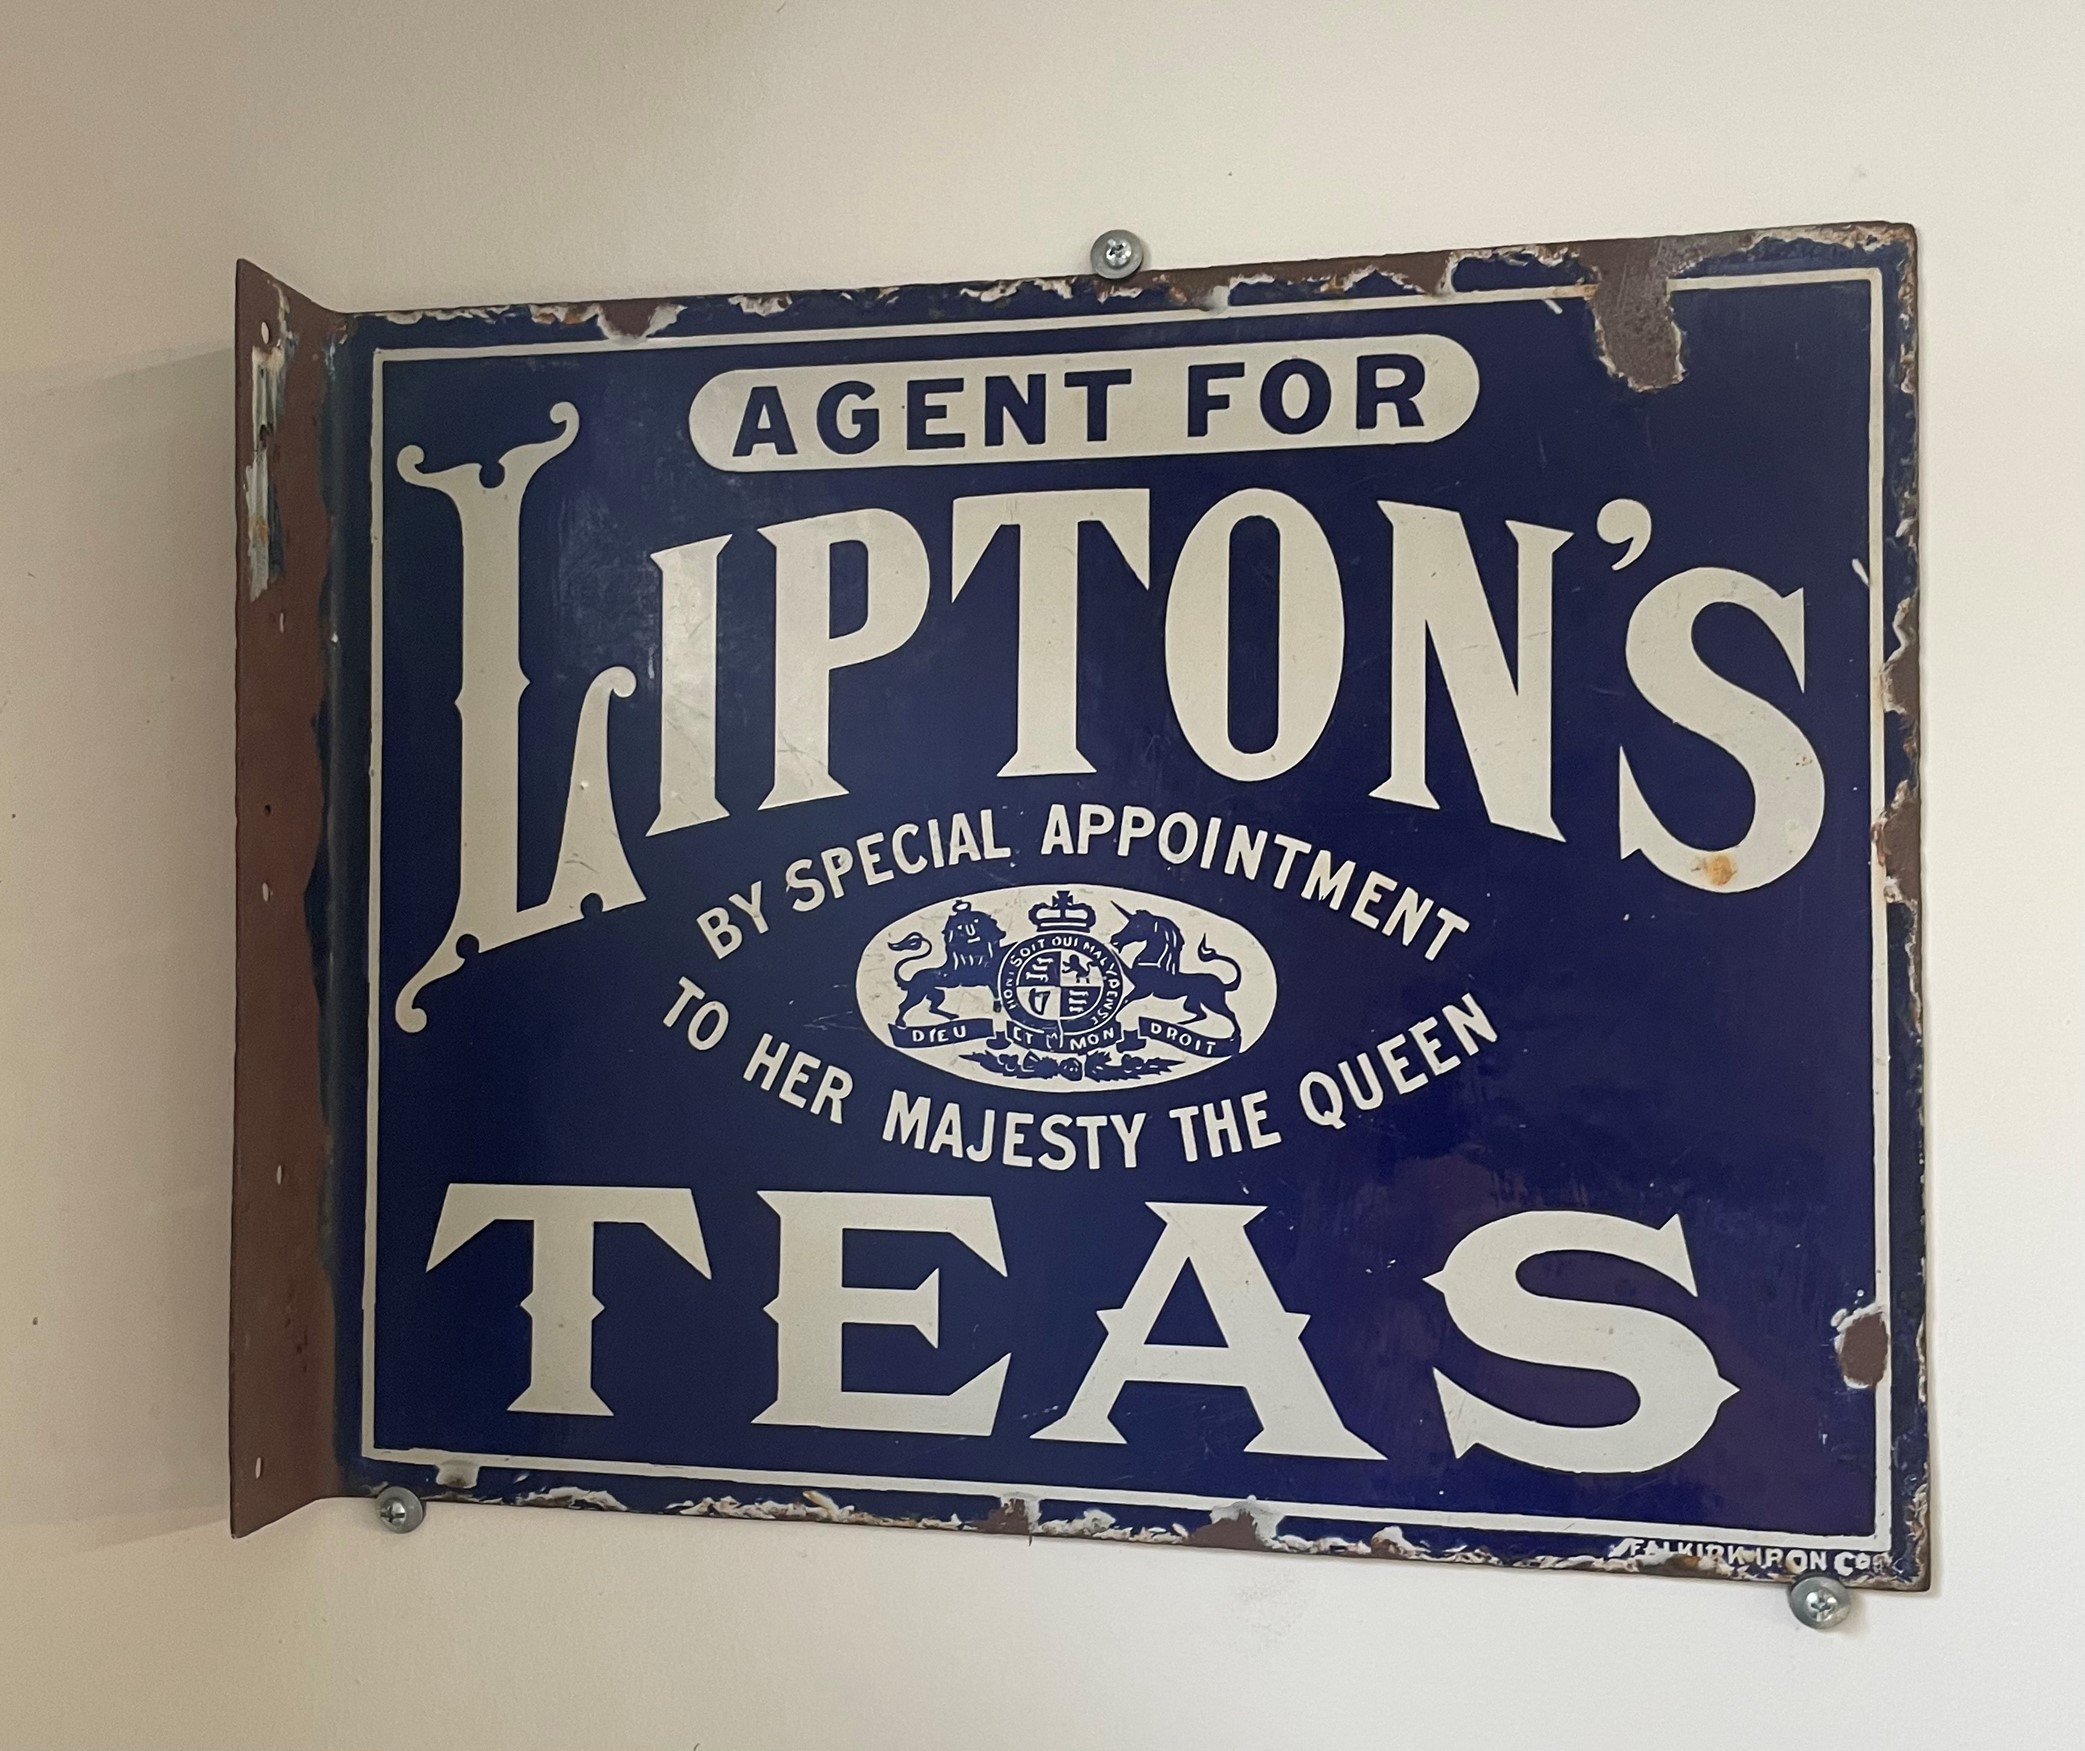 AGENT FOR
LIPTON'S
BY SPECIAL APPOINTMENT
HONI SOIT QUI MAL Y PENSE
DIEU ET MON DROIT
TO HER MAJESTY THE QUEEN
TEAS
FALKIRK IRON Co